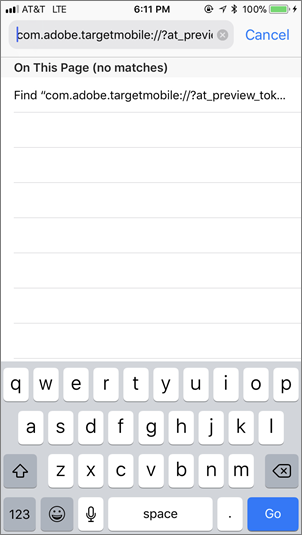 AT&T LTE 6:11 PM 100%
com.adobe.targetmobile://?at_previ
Cancel
On This Page (no matches)
Find “com.adobe.targetmobile://?at_preview_tok...
q w e r t y u i o p
a s d f g h j k l
z x c v b n m
123 space . Go